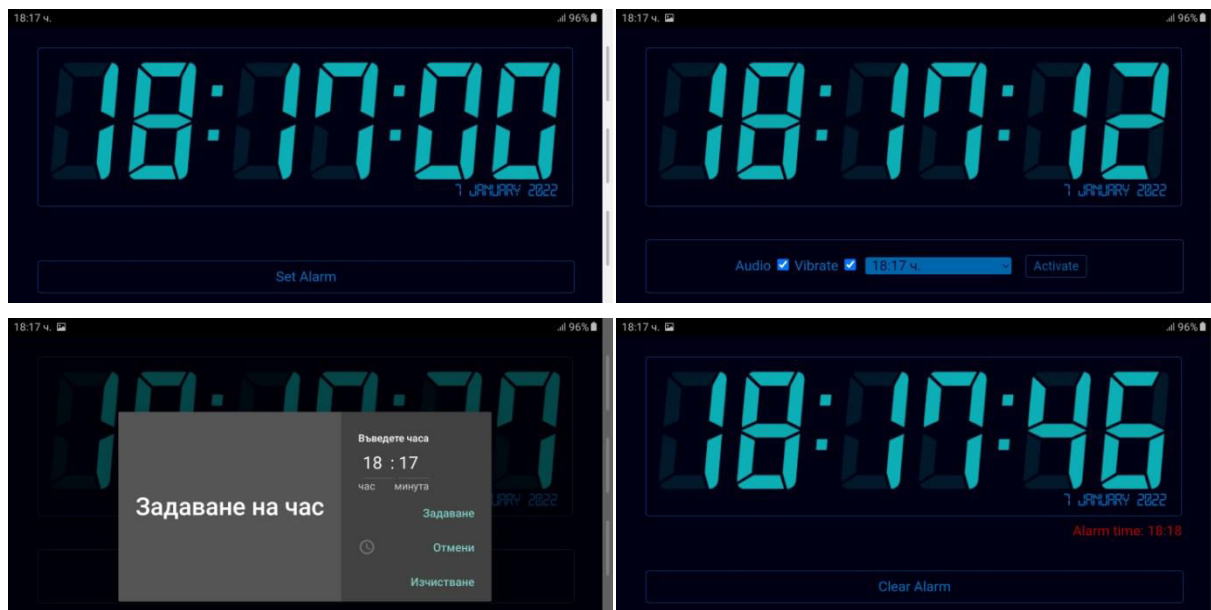 18:17 ч. 96%
18:17:00
7 JANUARY 2022
Set Alarm
18:17 ч. 96%
18:17:12
7 JANUARY 2022
Audio Vibrate 18:17 ч. Activate
18:17 ч. 96%
Въведете часа
18 : 17
час минута
Задаване на час
Задаване
Отмени
Изчистване
18:17 ч. 96%
18:17:46
7 JANUARY 2022
Alarm time: 18:18
Clear Alarm